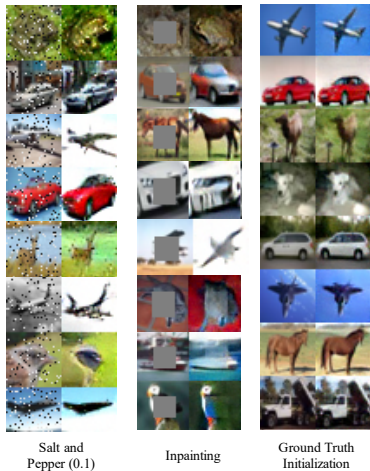 Salt and
Pepper (0.1)
Inpainting
Ground Truth
Initialization